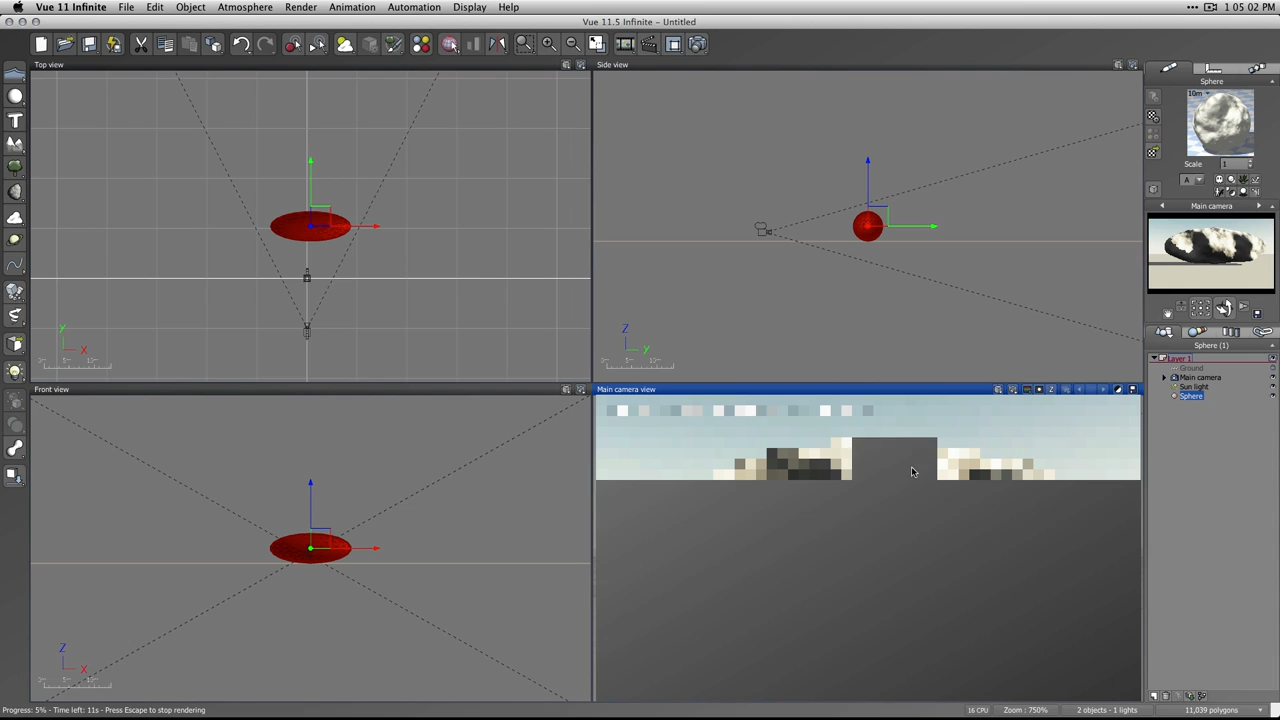 Vue 11 Infinite File Edit Object Atmosphere Render Animation Automation Display Help 1 05 02 PM
Vue 11.5 Infinite - Untitled
Top view
Side view
Sphere
10m
Scale 1
A
Main camera
y
X
Z
y
Sphere (1)
Layer 1
Ground
Main camera
Sun light
Sphere
Front view
Main camera view
Z
Z
X
Progress: 5% - Time left: 11s - Press Escape to stop rendering
16 CPU
Zoom : 750%
2 objects - 1 lights
11,039 polygons